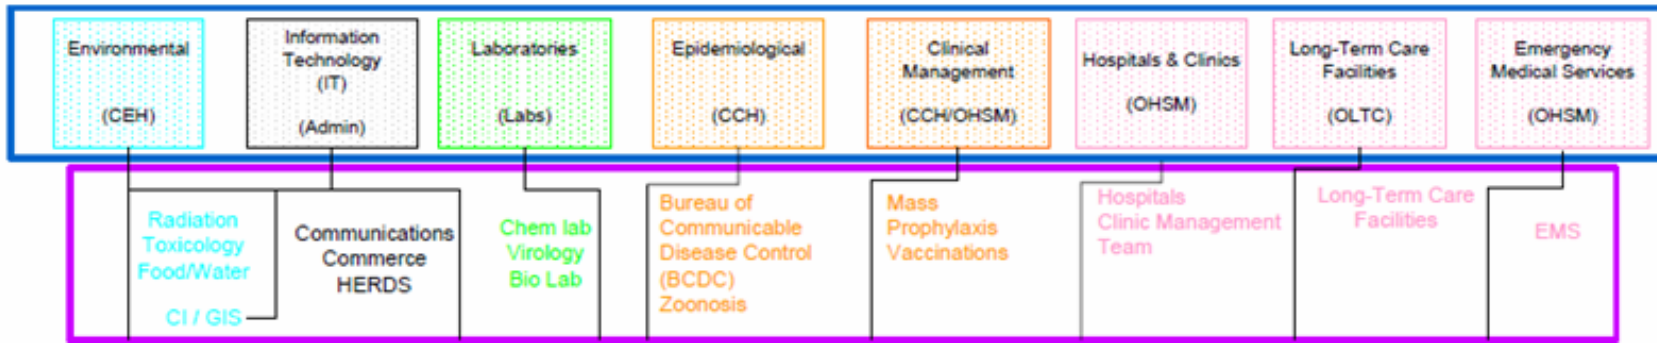 Environmental
(CEH)
Information
Technology
(IT)
(Admin)
Laboratories
(Labs)
Epidemiological
(CCH)
Clinical
Management
(CCH/OHSM)
Hospitals & Clinics
(OHSM)
Long-Term Care
Facilities
(OLTC)
Emergency
Medical Services
(OHSM)
Radiation
Toxicology
Food/Water
CI / GIS
Communications
Commerce
HERDS
Chem lab
Virology
Bio Lab
Bureau of
Communicable
Disease Control
(BCDC)
Zoonosis
Mass
Prophylaxis
Vaccinations
Hospitals
Clinic Management
Team
Long-Term Care
Facilities
EMS